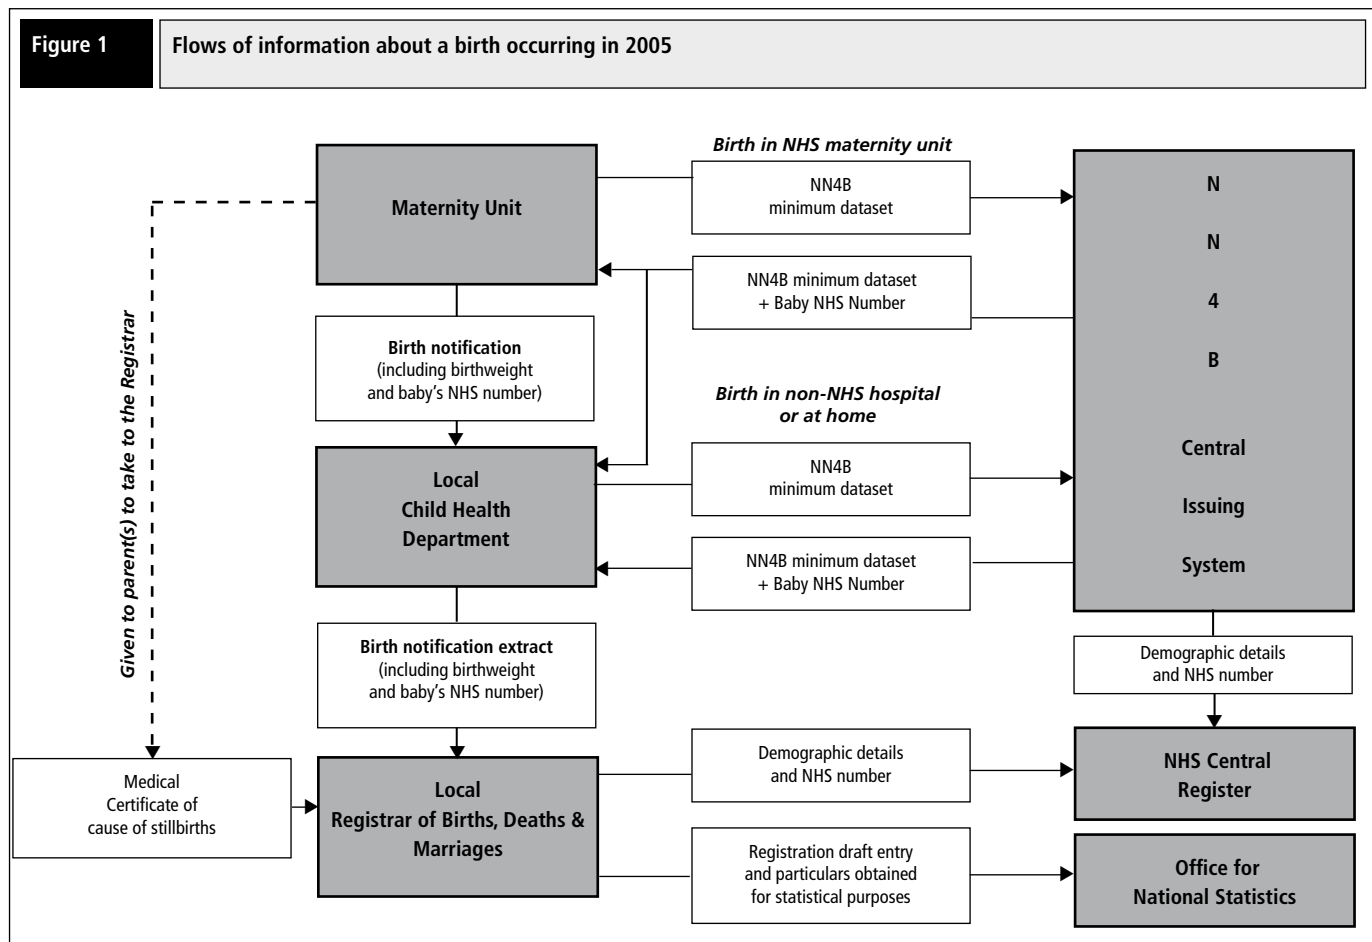 Figure 1
Flows of information about a birth occurring in 2005
Birth in NHS maternity unit
Maternity Unit
NN4B
minimum dataset
N
N
4
B
Central
Issuing
System
NN4B minimum dataset
+ Baby NHS Number
Given to parent(s) to take to the Registrar
Birth notification
(including birthweight
and baby's NHS number)
Birth in non-NHS hospital
or at home
Local
Child Health
Department
NN4B
minimum dataset
NN4B minimum dataset
+ Baby NHS Number
Birth notification extract
(including birthweight
and baby's NHS number)
Demographic details
and NHS number
Medical
Certificate of
cause of stillbirths
Local
Registrar of Births, Deaths &
Marriages
Demographic details
and NHS number
NHS Central
Register
Registration draft entry
and particulars obtained
for statistical purposes
Office for
National Statistics